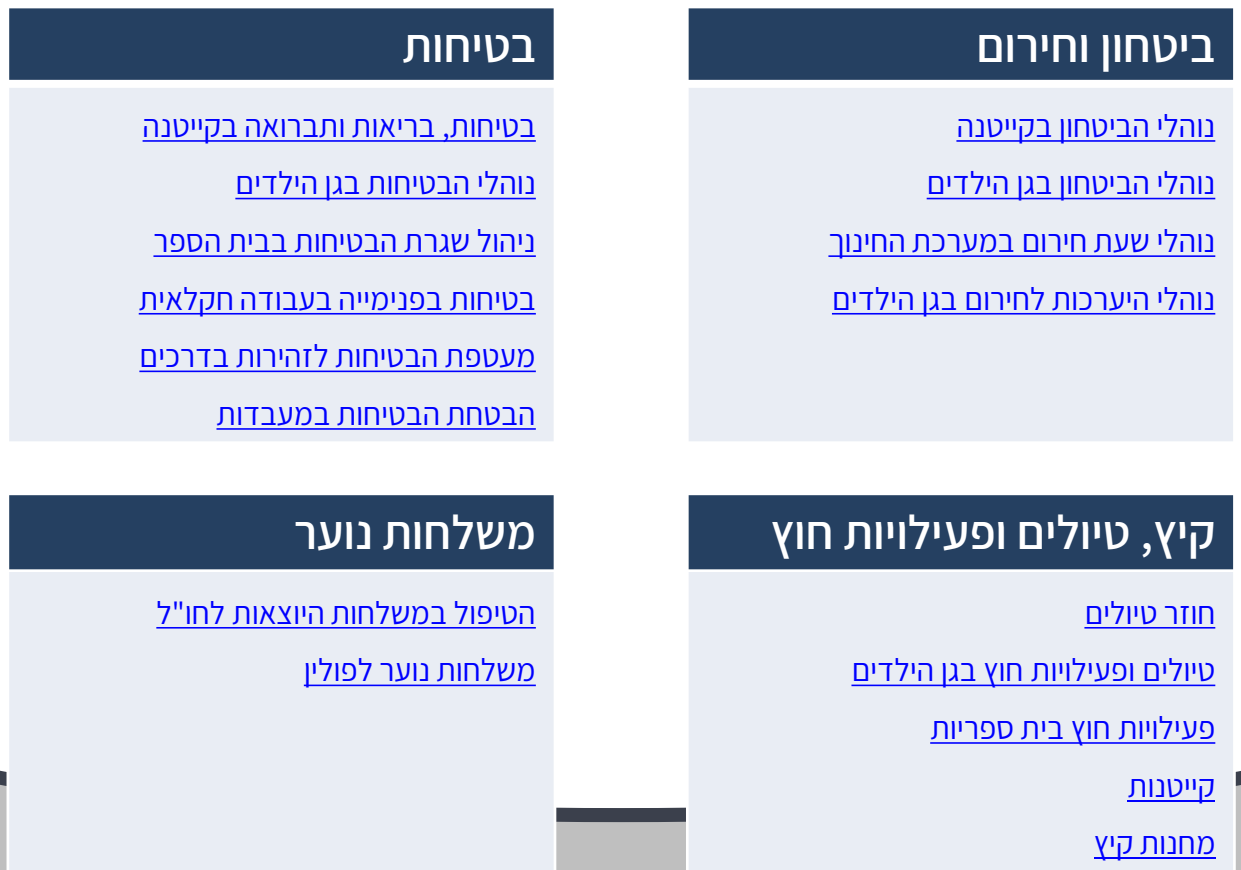 ביטחון וחירום
נוהלי הביטחון בקייטנה
נוהלי הביטחון בגן הילדים
נוהלי שעת חירום במערכת החינוך
נוהלי היערכות לחירום בגן הילדים
בטיחות
בטיחות, בריאות ותברואה בקייטנה
נוהלי הבטיחות בגן הילדים
ניהול שגרת הבטיחות בבית הספר
בטיחות בפנימייה בעבודה חקלאית
מעטפת הבטיחות לזהירות בדרכים
הבטחת הבטיחות במעבדות
קיץ, טיולים ופעילויות חוץ
חוזר טיולים
טיולים ופעילויות חוץ בגן הילדים
פעילויות חוץ בית ספריות
קייטנות
מחנות קיץ
משלחות נוער
הטיפול במשלחות היוצאות לחו"ל
משלחות נוער לפולין